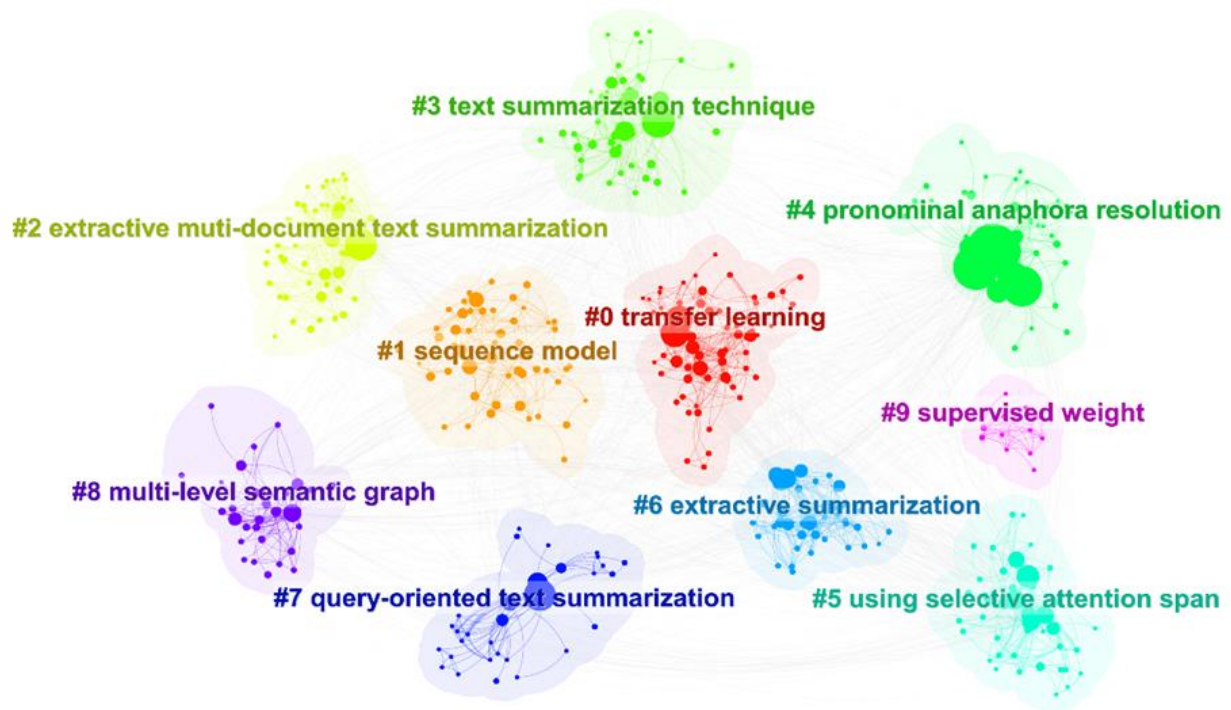 #3 text summarization technique
#4 pronominal anaphora resolution
#2 extractive muti-document text summarization
#0 transfer learning
#1 sequence model
#9 supervised weight
#8 multi-level semantic graph
#6 extractive summarization
#7 query-oriented text summarization
#5 using selective attention span